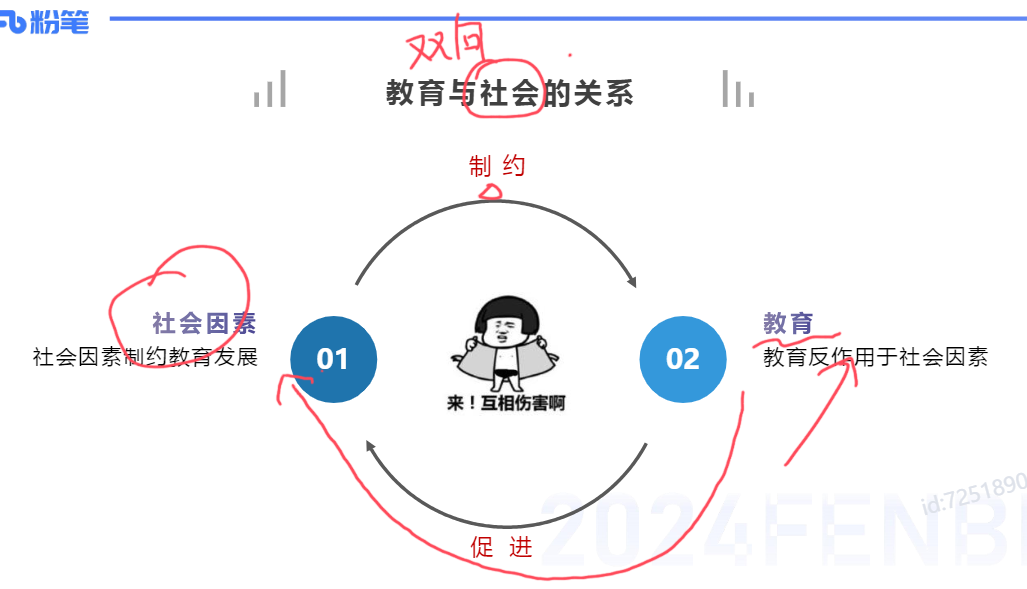 粉笔
双向
教育与社会的关系
制 约
社会因素
社会因素制约教育发展
01
02
教育
教育反作用于社会因素
来！互相伤害啊
促 进
id:7251890
2024FENB